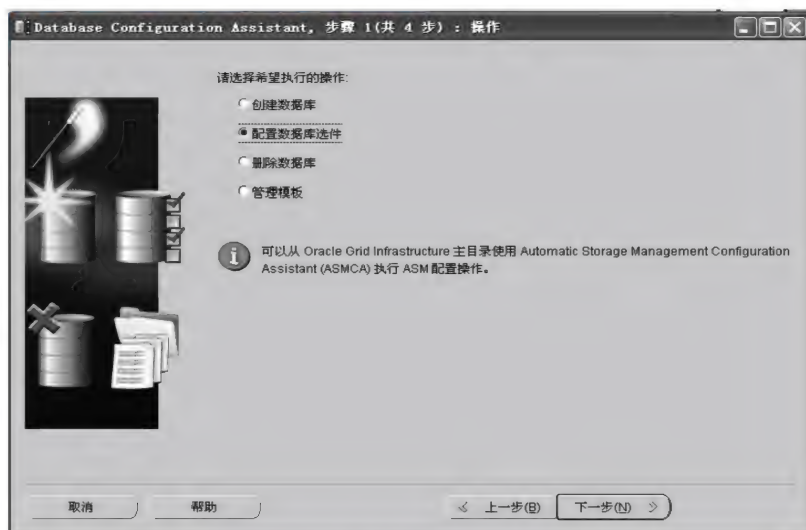 Database Configuration Assistant, 步骤 1(共 4 步) : 操作
请选择希望执行的操作:
创建数据库
配置数据库选件
删除数据库
管理模板
可以从 Oracle Grid Infrastructure 主目录使用 Automatic Storage Management Configuration
Assistant (ASMCA) 执行 ASM 配置操作。
取消
帮助
上一步(B)
下一步(N)